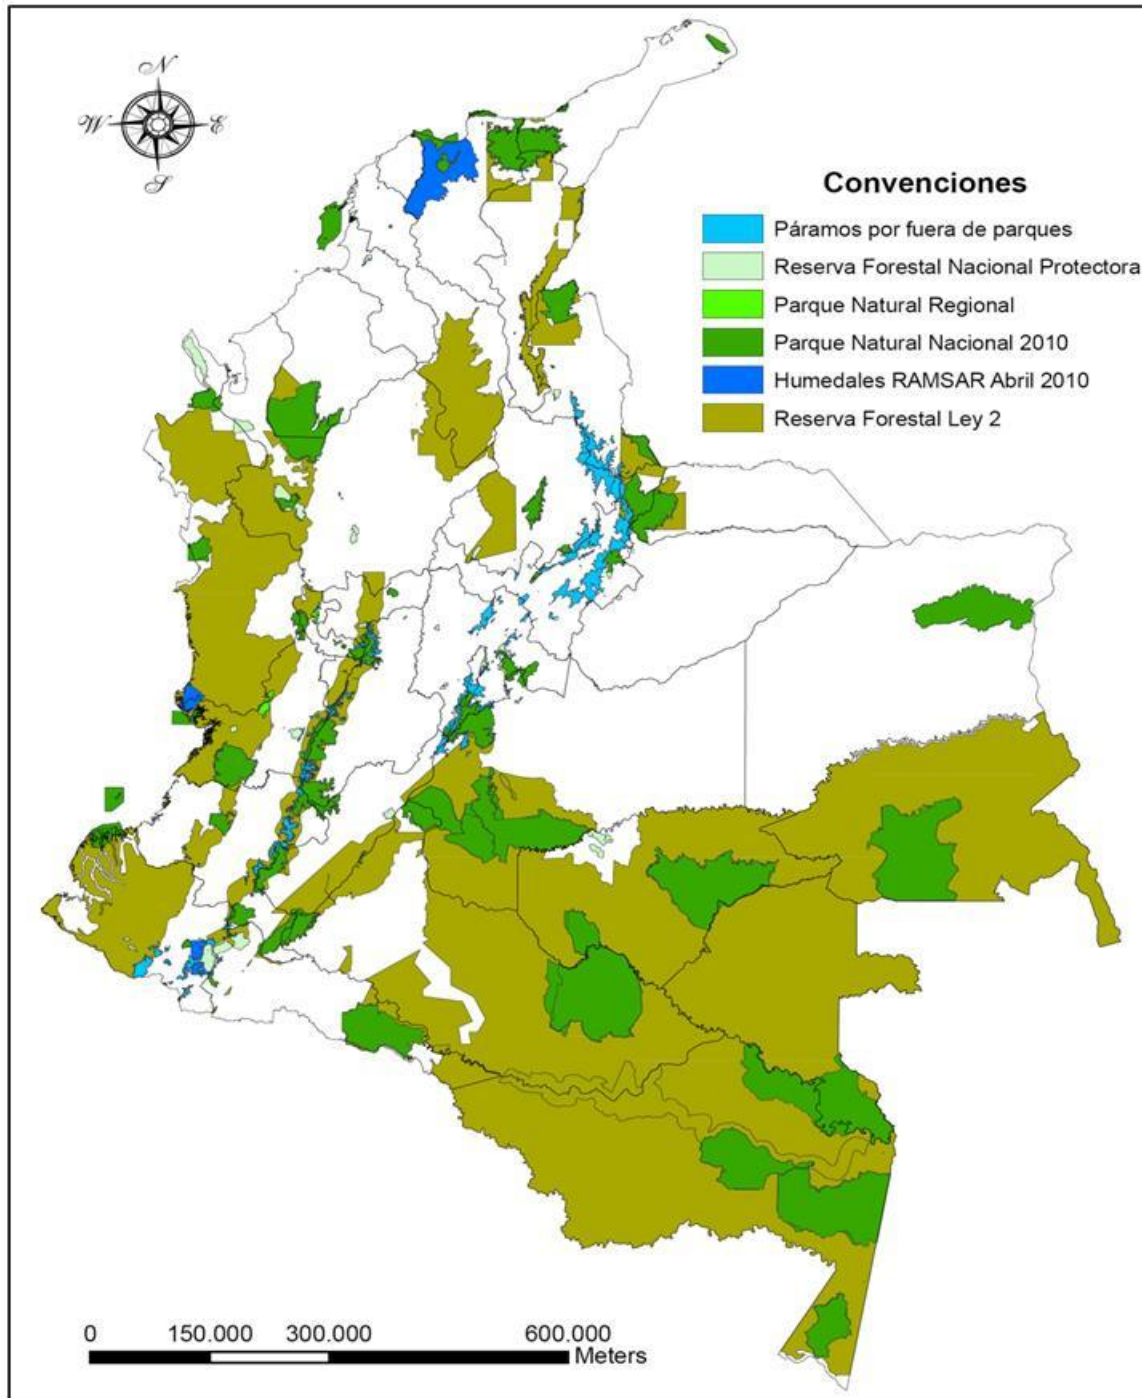 N
W E
S
Convenciones
Páramos por fuera de parques
Reserva Forestal Nacional Protectora
Parque Natural Regional
Parque Natural Nacional 2010
Humedales RAMSAR Abril 2010
Reserva Forestal Ley 2
0 150.000 300.000 600.000
Meters